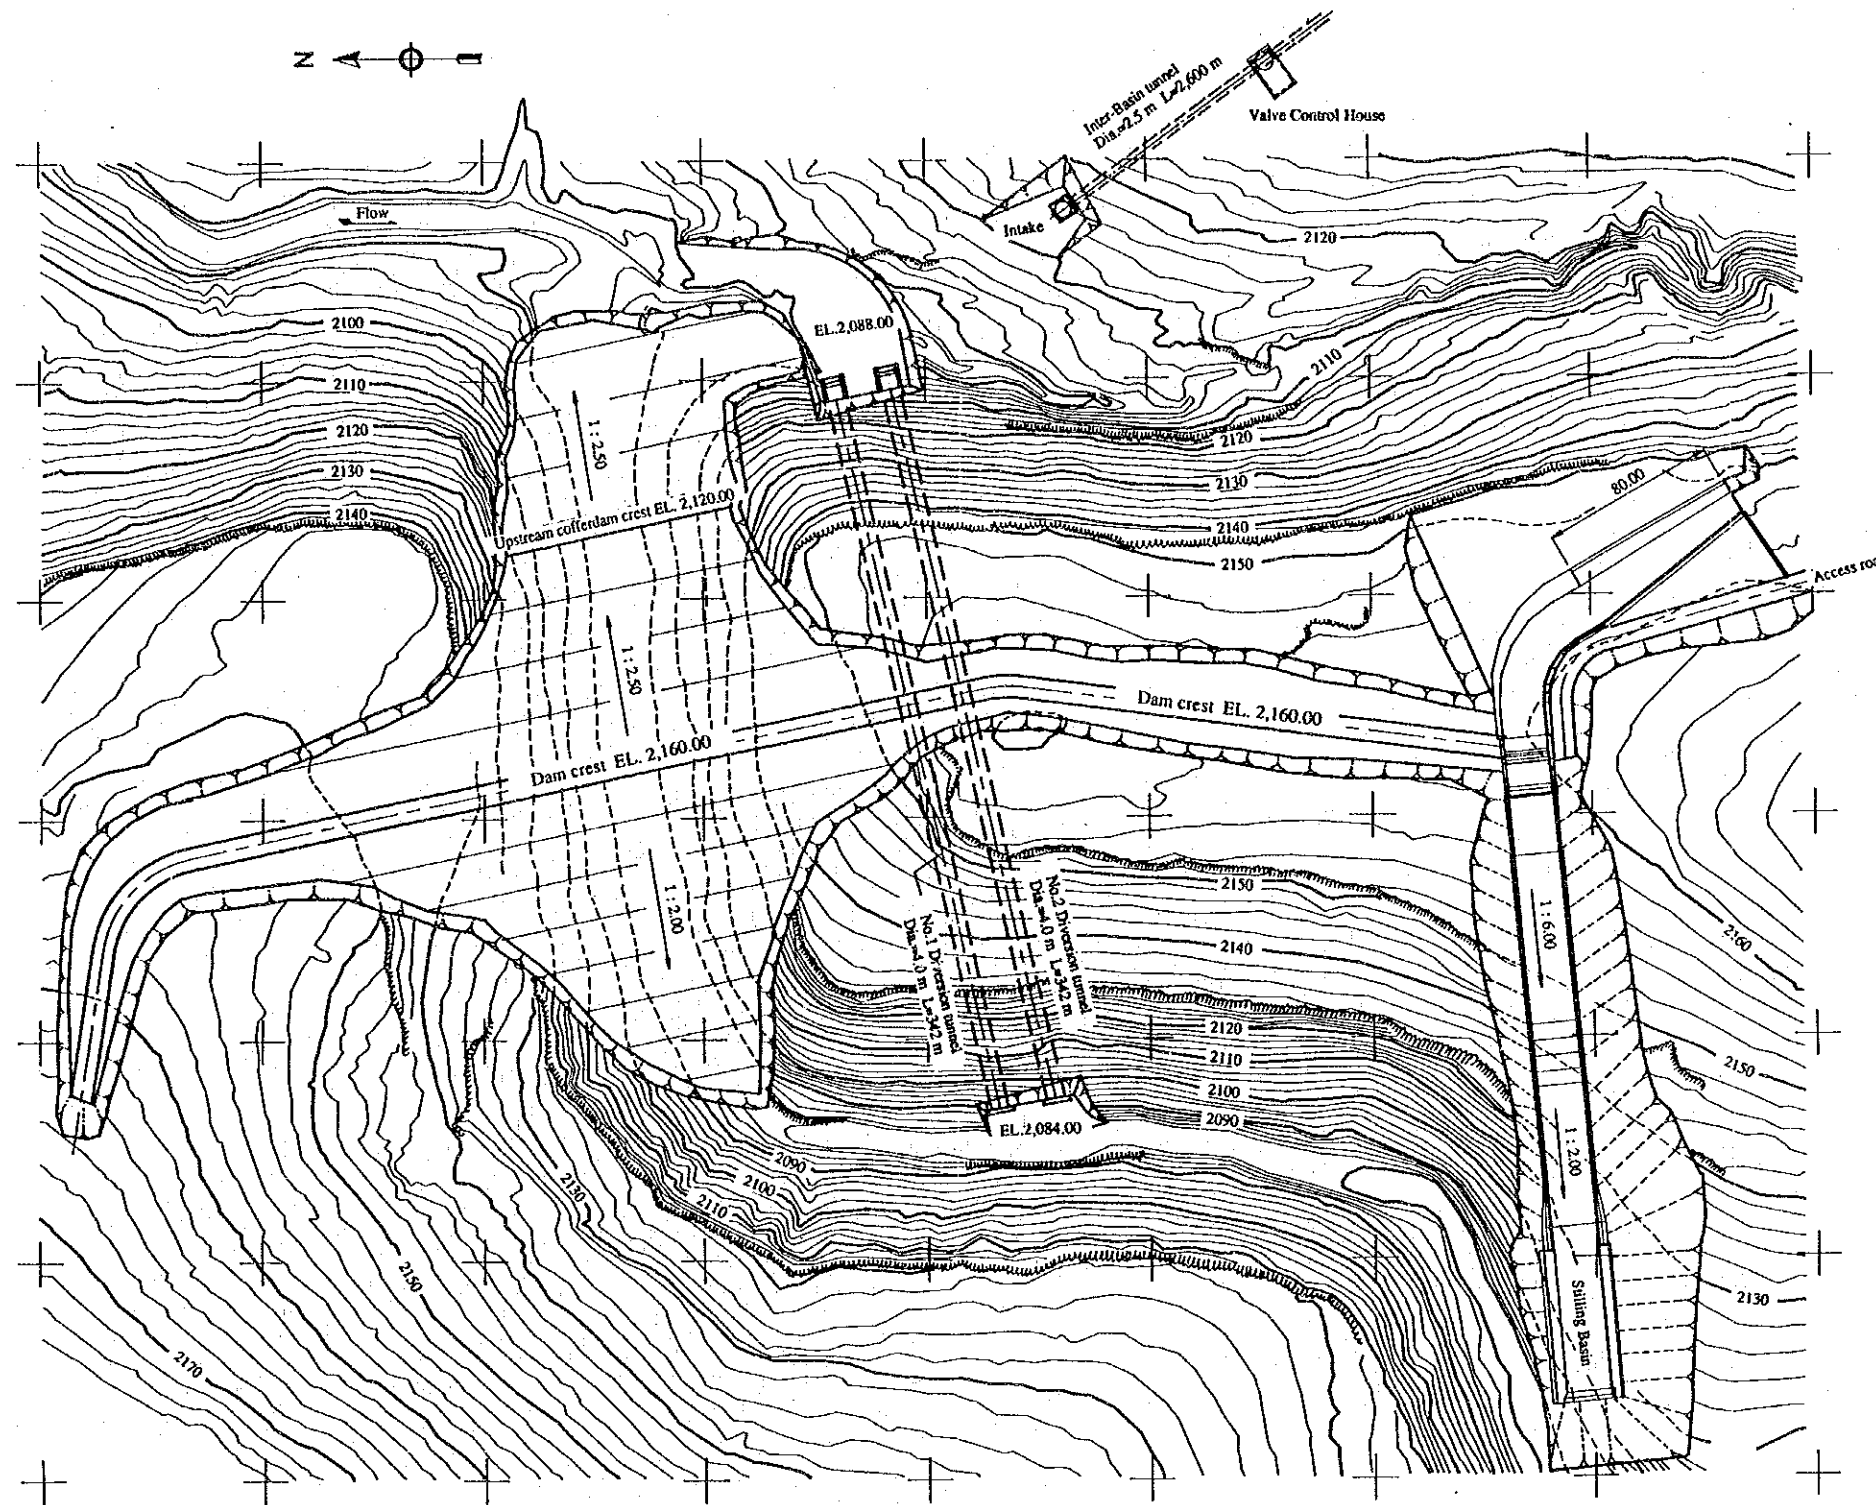 N
Inter-Basin tunnel
Dia.=2.5 m L=2,600 m
Valve Control House
Flow
Intake
2120
EL.2,088.00
2100
2110
2110
2120
2130
2140
1 : 2.50
Upstream cofferdam crest EL. 2,120.00
2120
2130
2140
2150
80.00
Access
1 : 2.50
Dam crest EL. 2,160.00
Dam crest EL. 2,160.00
1 : 2.00
2150
2140
2120
2110
2100
2090
No.1 Diversion tunnel
Dia.=4.0 m L=342 m
No.2 Diversion tunnel
Dia.=4.0 m L=342 m
EL.2,084.00
1 : 6.00
2160
2150
1 : 2.00
2090
2100
2110
2130
2150
2170
2130
Stilling Basin